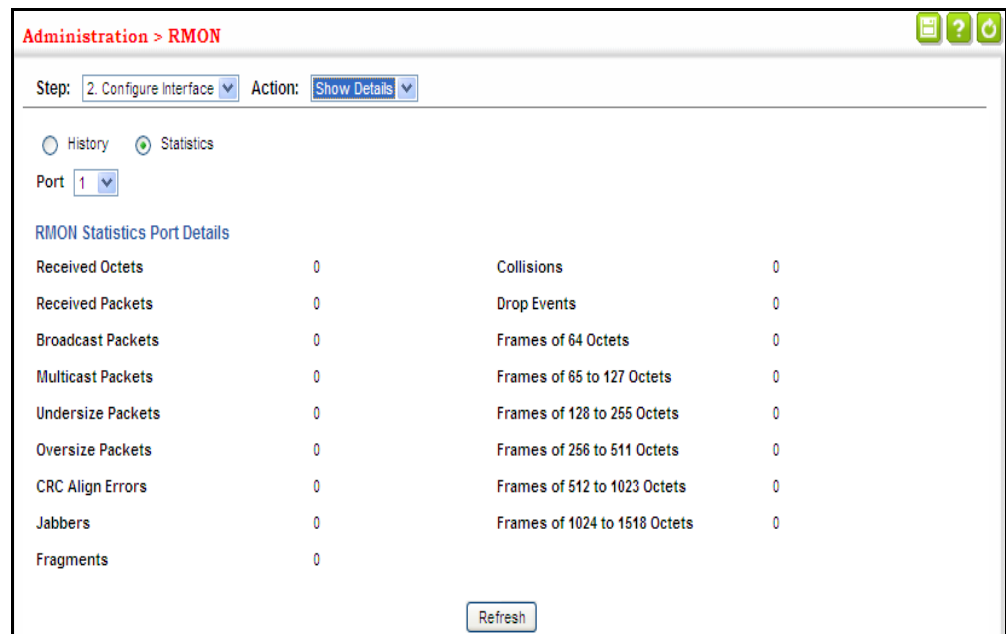 Administration > RMON
?
Step: 2. Configure Interface Action: Show Details
History Statistics
Port 1
RMON Statistics Port Details
Received Octets 0 Collisions 0
Received Packets 0 Drop Events 0
Broadcast Packets 0 Frames of 64 Octets 0
Multicast Packets 0 Frames of 65 to 127 Octets 0
Undersize Packets 0 Frames of 128 to 255 Octets 0
Oversize Packets 0 Frames of 256 to 511 Octets 0
CRC Align Errors 0 Frames of 512 to 1023 Octets 0
Jabbers 0 Frames of 1024 to 1518 Octets 0
Fragments 0
Refresh